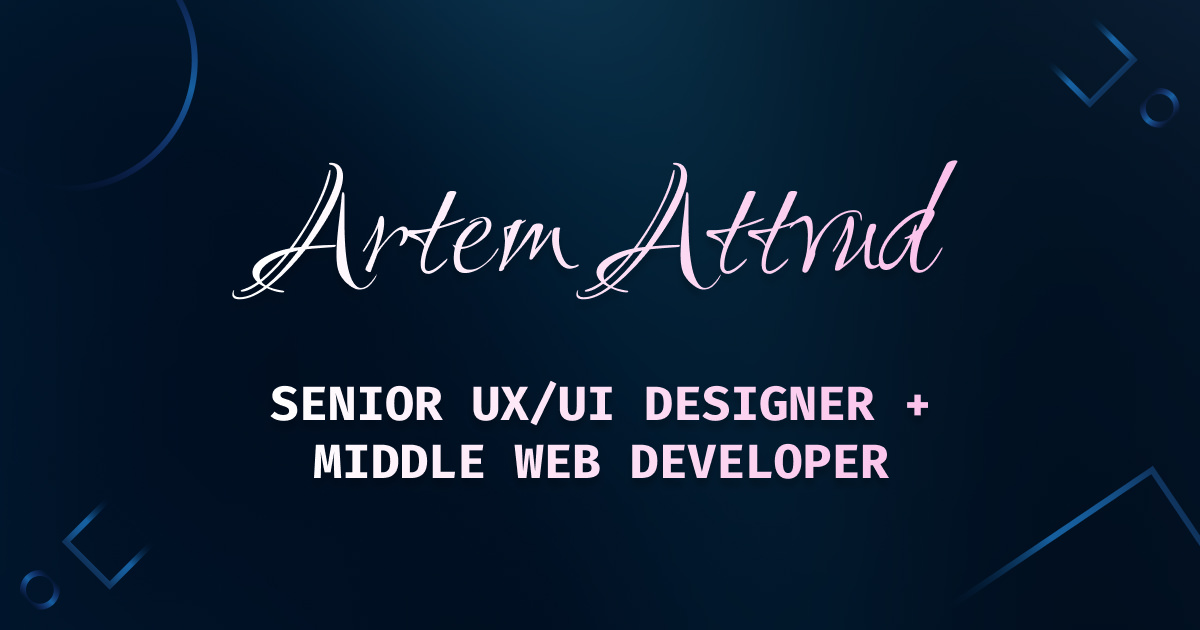 Artem Attrud
SENIOR UX/UI DESIGNER +
MIDDLE WEB DEVELOPER